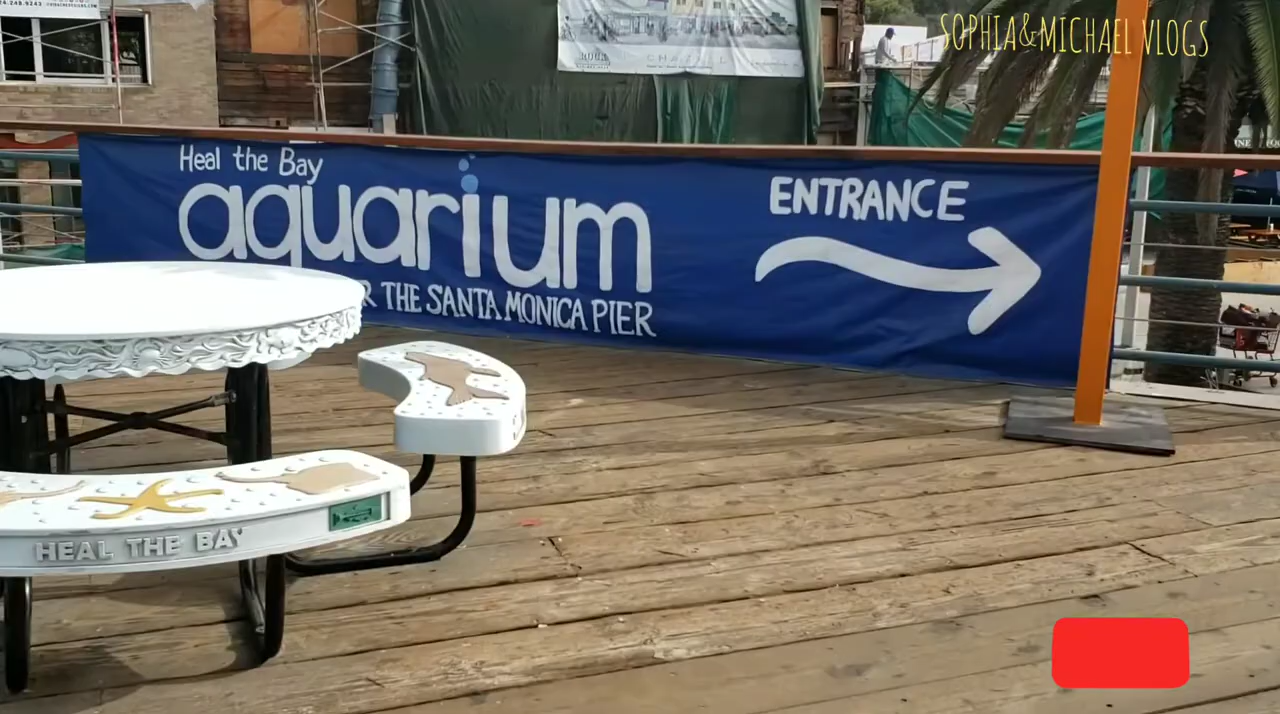 SOPHIA&MICHAEL VLOGS
Heal the Bay
aquarium
ENTRANCE
THE SANTA MONICA PIER
HEAL THE BAY